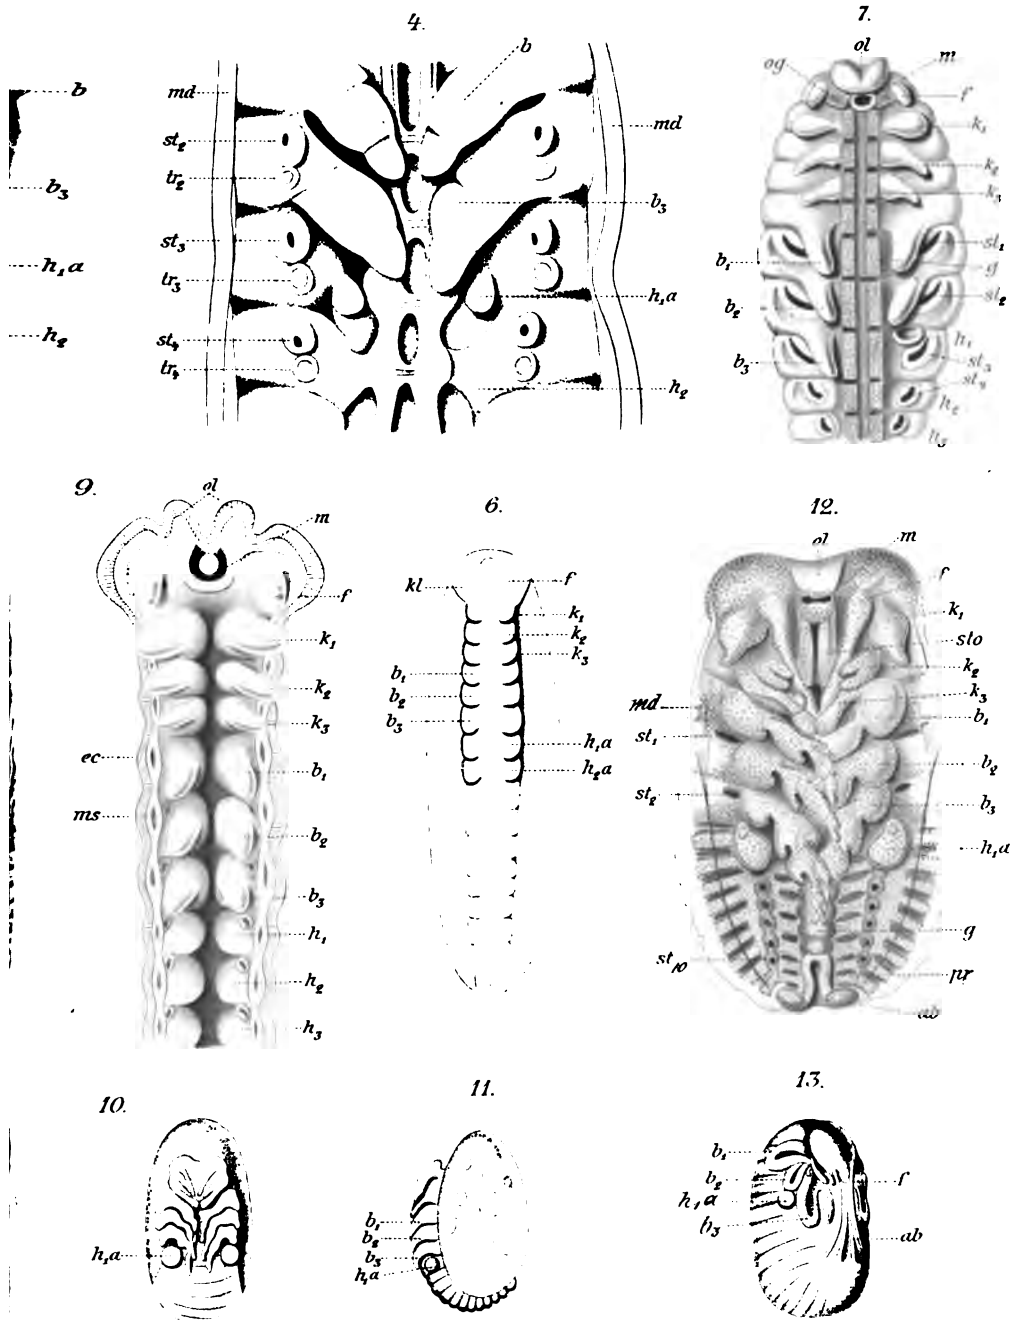 b
b₃
h₁a
h₂
4.
b
md
st₂
tr₂
st₃
tr₃
st₄
tr₄
md
b₃
h₁a
h₂
7.
ol
og
m
f
k₁
k₂
k₃
b₁
b₂
b₃
st₁
g
st₂
h₁
st₃
st₄
h₂
h₃
9.
ol
m
f
k₁
k₂
k₃
ec
ms
b₁
b₂
b₃
h₁
h₂
h₃
6.
kl
f
k₁
k₂
k₃
b₁
b₂
b₃
h₁a
h₂a
12.
ol
m
f
k₁
sto
k₂
k₃
md
b₁
st₁
b₂
st₂
b₃
h₁a
g
st₁₀
pr
ab
10.
h₁a
11.
b₁
b₂
b₃
h₁a
13.
b₁
b₂
h₁a
b₃
f
ab